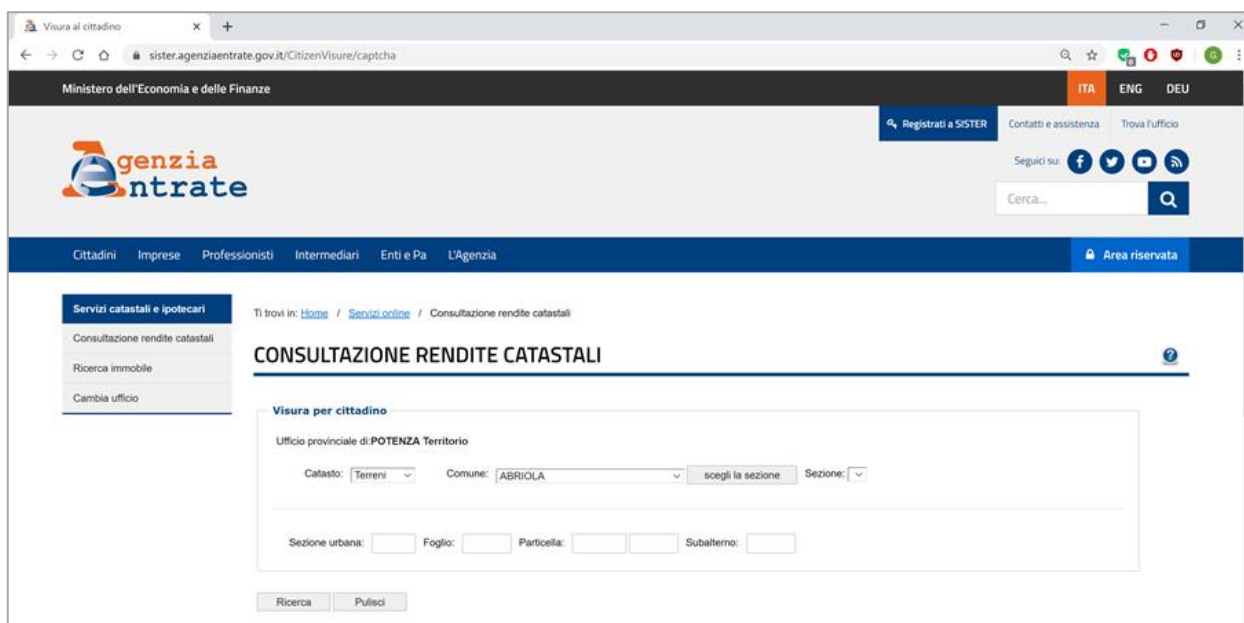 Visura al cittadino
sister.agenziaentrate.gov.it/CitizenVisure/captcha
G
Ministero dell'Economia e delle Finanze
ITA ENG DEU
Registrati a SISTER Contatti e assistenza Trova l'ufficio
Agenzia
Entrate
Seguici su:
Cerca...
Cittadini Imprese Professionisti Intermediari Enti e Pa L'Agenzia Area riservata
Servizi catastali e ipotecari
Consultazione rendite catastali
Ricerca immobile
Cambia ufficio
Ti trovi in: Home / Servizi online / Consultazione rendite catastali
CONSULTAZIONE RENDITE CATASTALI
Visura per cittadino
Ufficio provinciale di:POTENZA Territorio
Catasto: Terreni Comune: ABRIOLA scegli la sezione Sezione:
Sezione urbana: Foglio: Particella: Subalterno:
Ricerca Pulisci